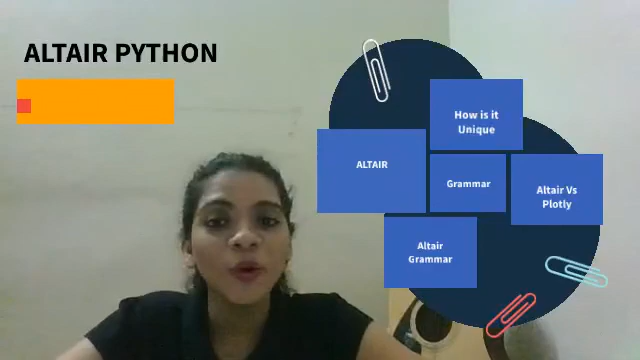 ALTAIR PYTHON
How is it
Unique
ALTAIR
Grammar
Altair Vs
Plotly
Altair
Grammar